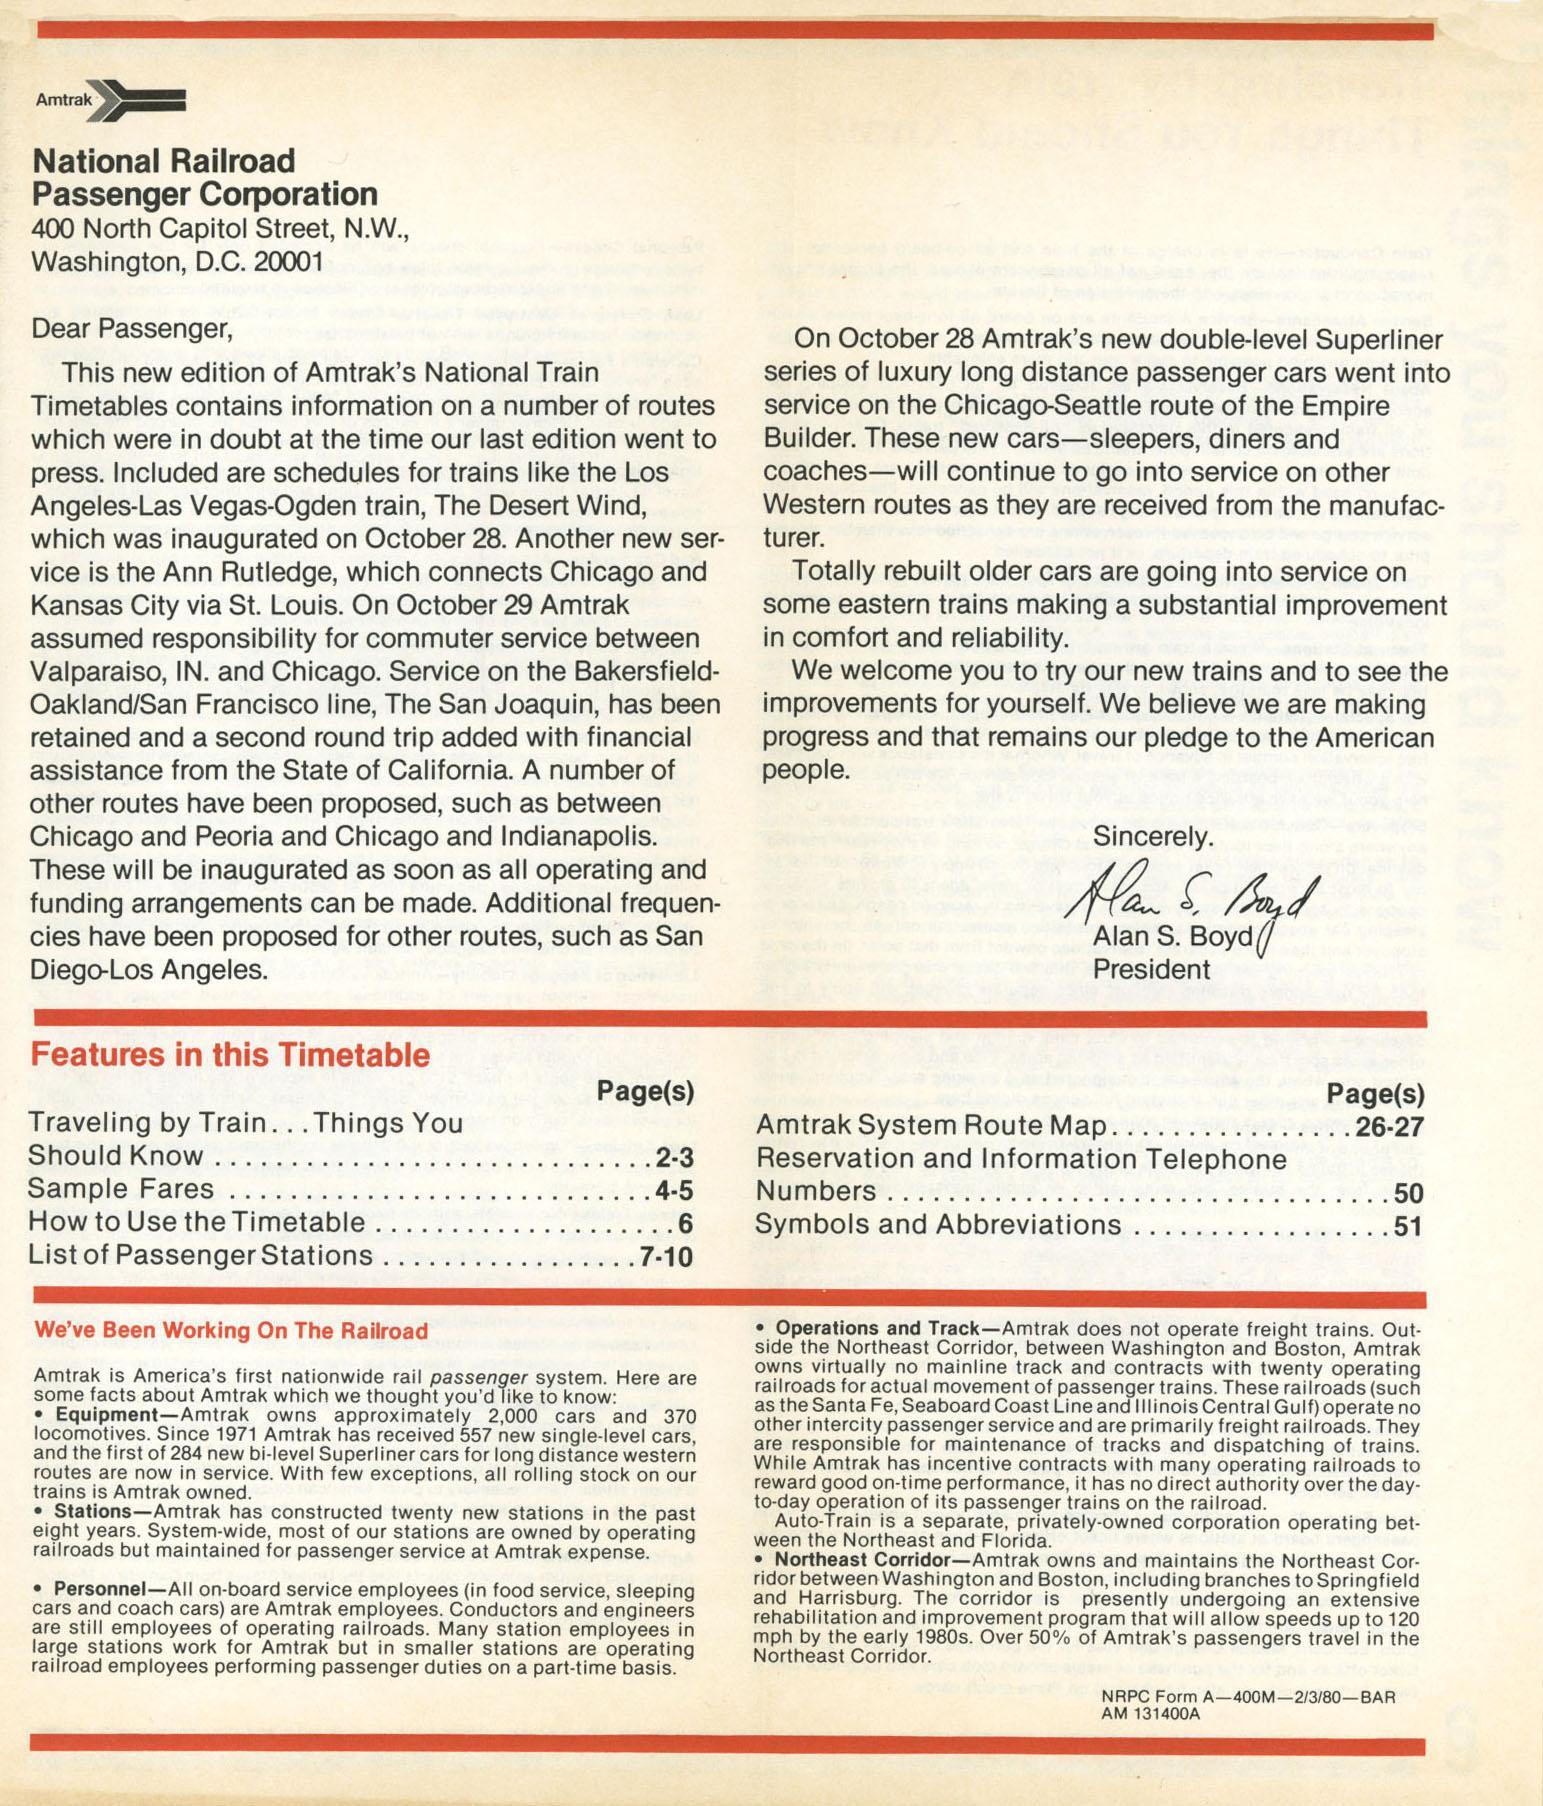 Amtrak
National Railroad
Passenger Corporation
400 North Capitol Street, N.W.,
Washington, D.C. 20001
Dear Passenger,
This new edition of Amtrak's National Train
Timetables contains information on a number of routes
which were in doubt at the time our last edition went to
press. Included are schedules for trains like the Los
Angeles-Las Vegas-Ogden train, The Desert Wind,
which was inaugurated on October 28. Another new ser-
vice is the Ann Rutledge, which connects Chicago and
Kansas City via St. Louis. On October 29 Amtrak
assumed responsibility for commuter service between
Valparaiso, IN. and Chicago. Service on the Bakersfield-
Oakland/San Francisco line, The San Joaquin, has been
retained and a second round trip added with financial
assistance from the State of California. A number of
other routes have been proposed, such as between
Chicago and Peoria and Chicago and Indianapolis.
These will be inaugurated as soon as all operating and
funding arrangements can be made. Additional frequen-
cies have been proposed for other routes, such as San
Diego-Los Angeles.
On October 28 Amtrak's new double-level Superliner
series of luxury long distance passenger cars went into
service on the Chicago-Seattle route of the Empire
Builder. These new cars—sleepers, diners and
coaches—will continue to go into service on other
Western routes as they are received from the manufac-
turer.
Totally rebuilt older cars are going into service on
some eastern trains making a substantial improvement
in comfort and reliability.
We welcome you to try our new trains and to see the
improvements for yourself. We believe we are making
progress and that remains our pledge to the American
people.
Sincerely.
Alan S. Boyd
Alan S. Boyd
President
Features in this Timetable
Page(s)
Traveling by Train...Things You
Should Know ............................2-3
Sample Fares ...........................4-5
How to Use the Timetable ...................6
List of Passenger Stations .................7-10
Page(s)
Amtrak System Route Map................26-27
Reservation and Information Telephone
Numbers ................................50
Symbols and Abbreviations .................51
We've Been Working On The Railroad
Amtrak is America's first nationwide rail passenger system. Here are
some facts about Amtrak which we thought you'd like to know:
• Equipment—Amtrak owns approximately 2,000 cars and 370
locomotives. Since 1971 Amtrak has received 557 new single-level cars,
and the first of 284 new bi-level Superliner cars for long distance western
routes are now in service. With few exceptions, all rolling stock on our
trains is Amtrak owned.
• Stations—Amtrak has constructed twenty new stations in the past
eight years. System-wide, most of our stations are owned by operating
railroads but maintained for passenger service at Amtrak expense.
• Personnel—All on-board service employees (in food service, sleeping
cars and coach cars) are Amtrak employees. Conductors and engineers
are still employees of operating railroads. Many station employees in
large stations work for Amtrak but in smaller stations are operating
railroad employees performing passenger duties on a part-time basis.
• Operations and Track—Amtrak does not operate freight trains. Out-
side the Northeast Corridor, between Washington and Boston, Amtrak
owns virtually no mainline track and contracts with twenty operating
railroads for actual movement of passenger trains. These railroads (such
as the Santa Fe, Seaboard Coast Line and Illinois Central Gulf) operate no
other intercity passenger service and are primarily freight railroads. They
are responsible for maintenance of tracks and dispatching of trains.
While Amtrak has incentive contracts with many operating railroads to
reward good on-time performance, it has no direct authority over the day-
to-day operation of its passenger trains on the railroad.
Auto-Train is a separate, privately-owned corporation operating bet-
ween the Northeast and Florida.
• Northeast Corridor—Amtrak owns and maintains the Northeast Cor-
ridor between Washington and Boston, including branches to Springfield
and Harrisburg. The corridor is presently undergoing an extensive
rehabilitation and improvement program that will allow speeds up to 120
mph by the early 1980s. Over 50% of Amtrak's passengers travel in the
Northeast Corridor.
NRPC Form A—400M—2/3/80—BAR
AM 131400A